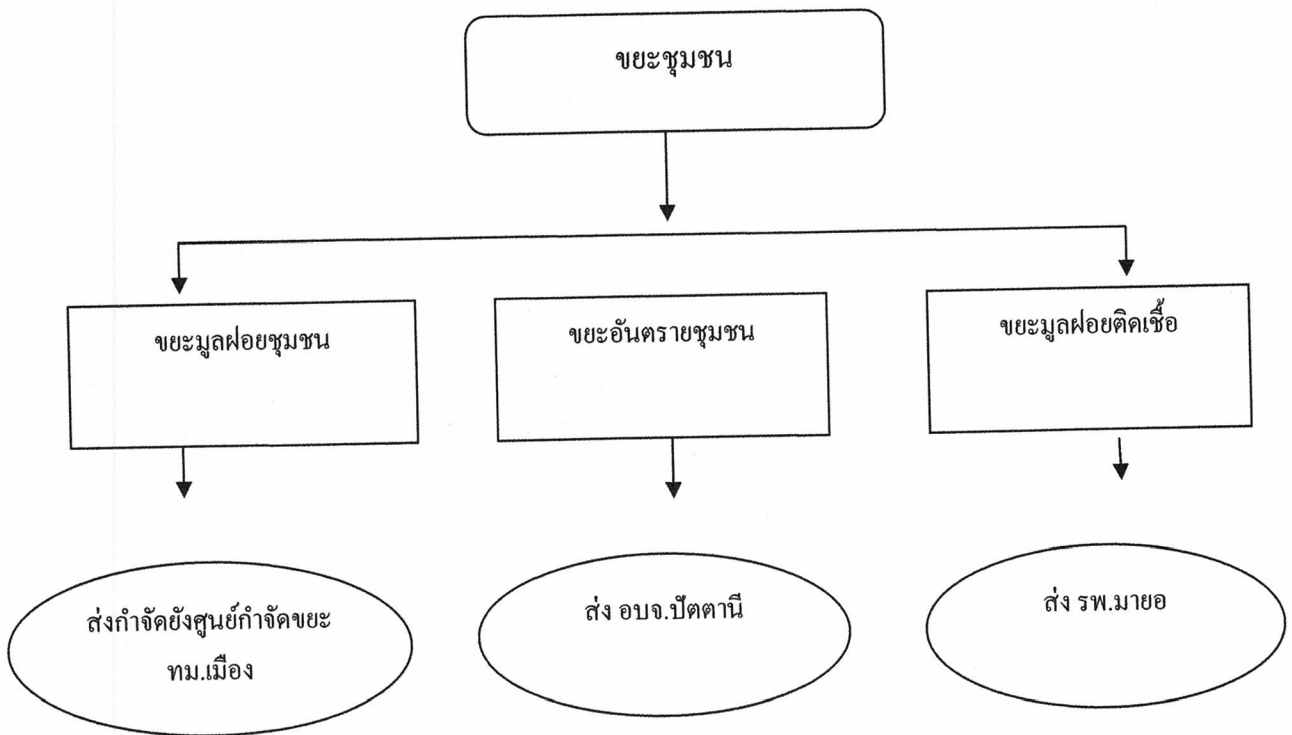 ขยะชุมชน
ขยะมูลฝอยชุมชน
ขยะอันตรายชุมชน
ขยะมูลฝอยติดเชื้อ
ส่งกำจัดยังศูนย์กำจัดขยะ
ทม.เมือง
ส่ง อบจ.ปัตตานี
ส่ง รพ.มายอ